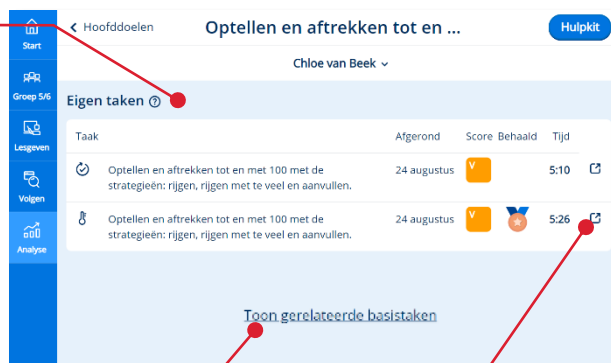 Start
Groep 5/6
Lesgeven
Volgen
Analyse
Hoofddoelen
Optellen en aftrekken tot en ...
Hulpkit
Chloe van Beek
Eigen taken ?
Taak Afgerond Score Behaald Tijd
Optellen en aftrekken tot en met 100 met de
strategieën: rijgen, rijgen met te veel en aanvullen.
24 augustus V 5:10
Optellen en aftrekken tot en met 100 met de
strategieën: rijgen, rijgen met te veel en aanvullen.
24 augustus V 5:26
Toon gerelateerde basistaken